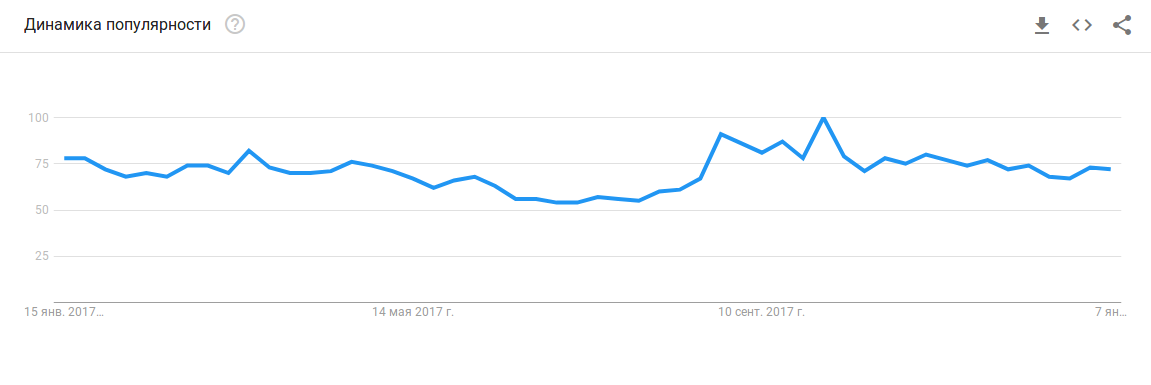 Динамика популярности
100
75
50
25
15 янв. 2017…
14 мая 2017 г.
10 сент. 2017 г.
7 ян…